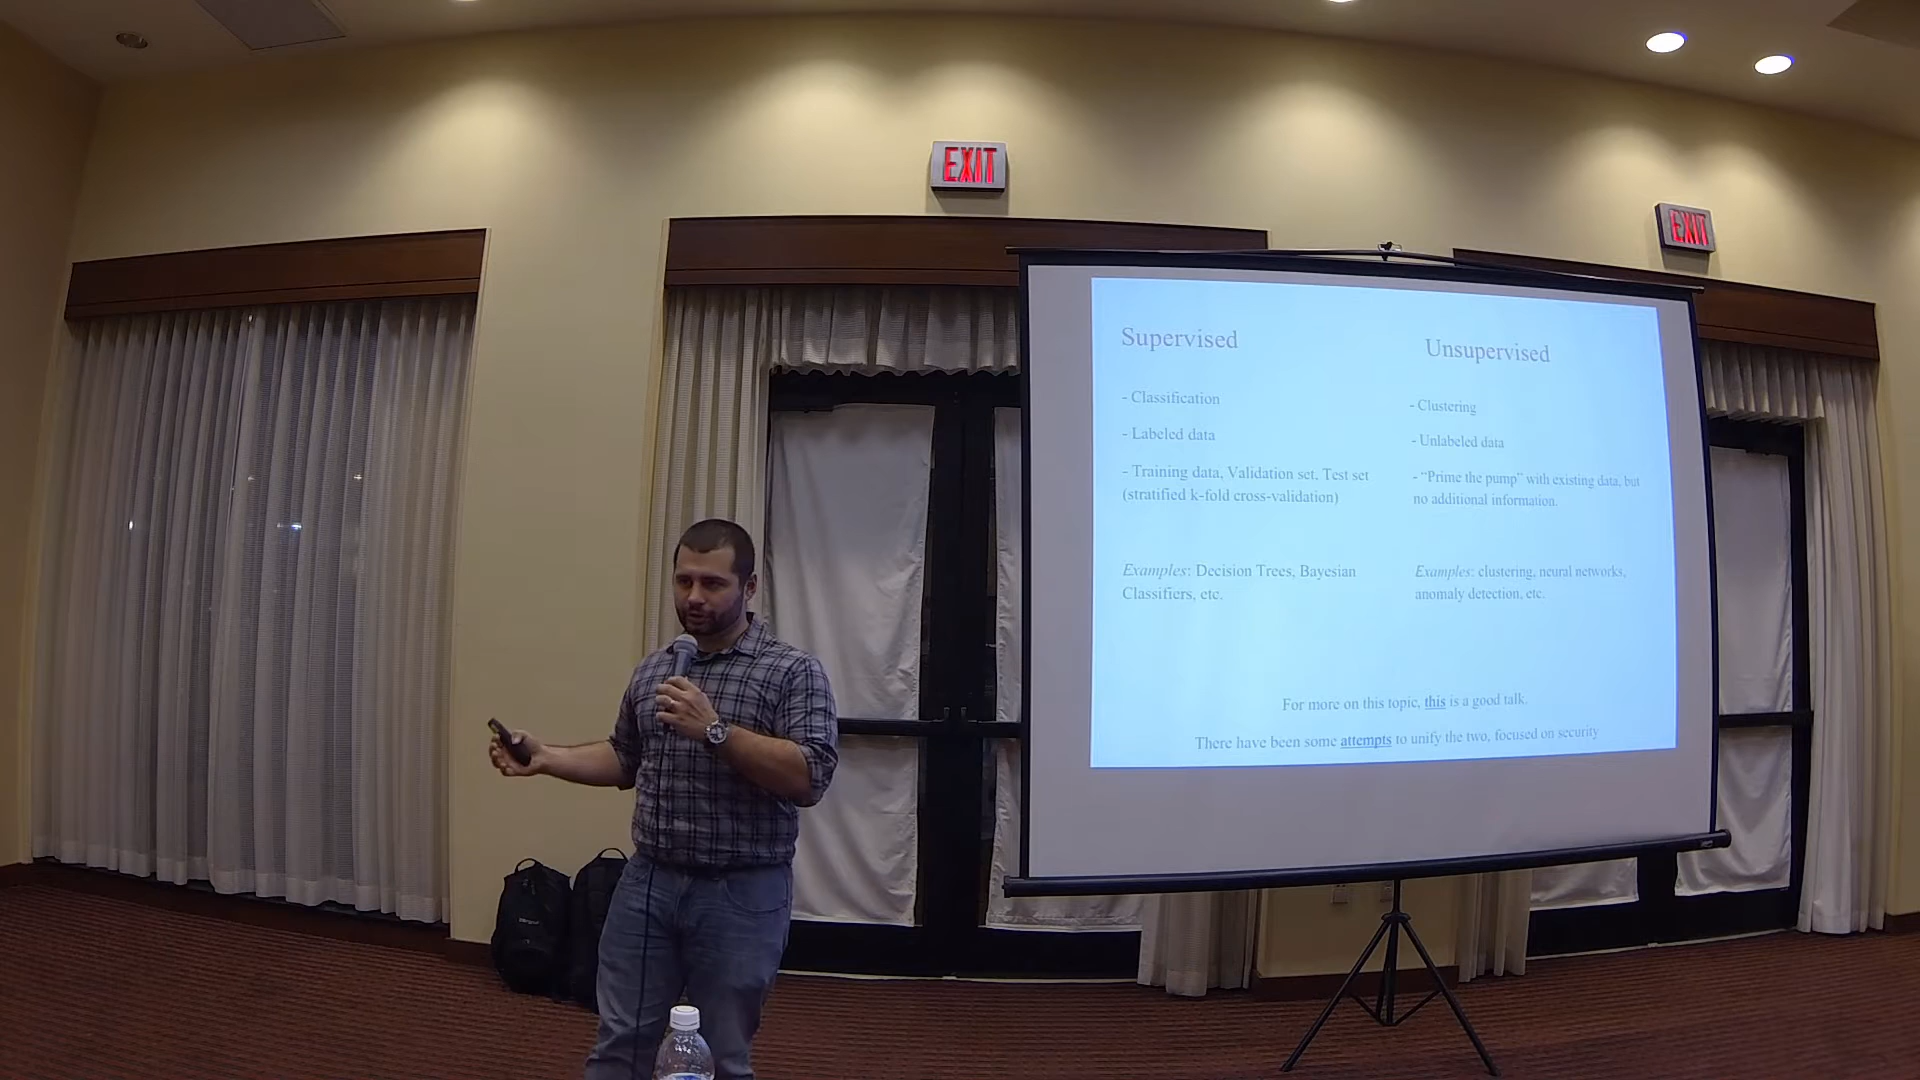 EXIT
EXIT
Supervised
- Classification
- Labeled data
- Training data, Validation set, Test set
(stratified k-fold cross-validation)
Examples: Decision Trees, Bayesian
Classifiers, etc.
Unsupervised
- Clustering
- Unlabeled data
- “Prime the pump” with existing data, but
no additional information.
Examples: clustering, neural networks,
anomaly detection, etc.
For more on this topic, this is a good talk.
There have been some attempts to unify the two, focused on security